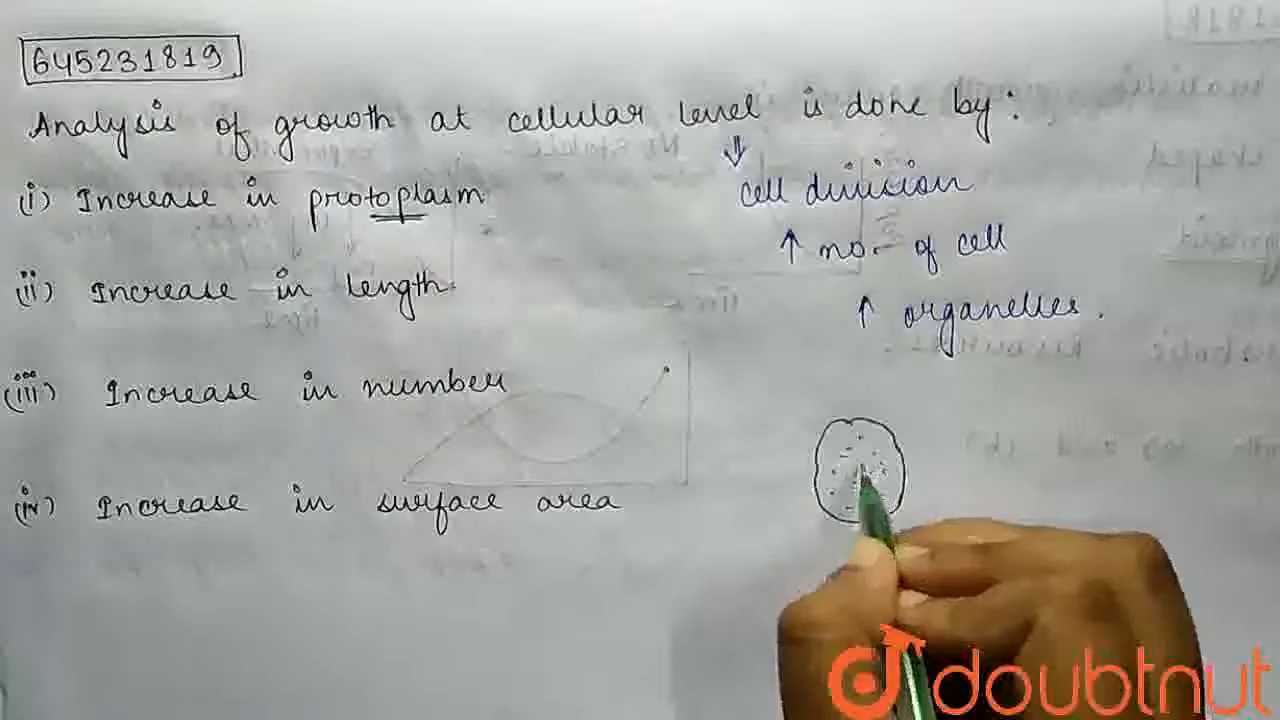 645231819
Analysis of growth at cellular level is done by:
(i) Increase in protoplasm
(ii) Increase in length
(iii) Increase in number
(iv) Increase in surface area
⇓
cell division
↑ no. of cell
↑ organelles.
doubtnut